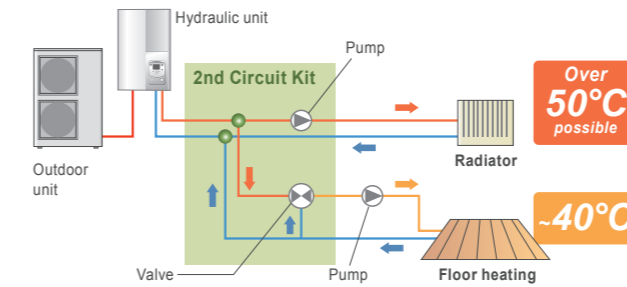 Hydraulic unit
Pump
2nd Circuit Kit
Over
50°C
possible
Radiator
Outdoor
unit
~40°C
Valve
Pump
Floor heating